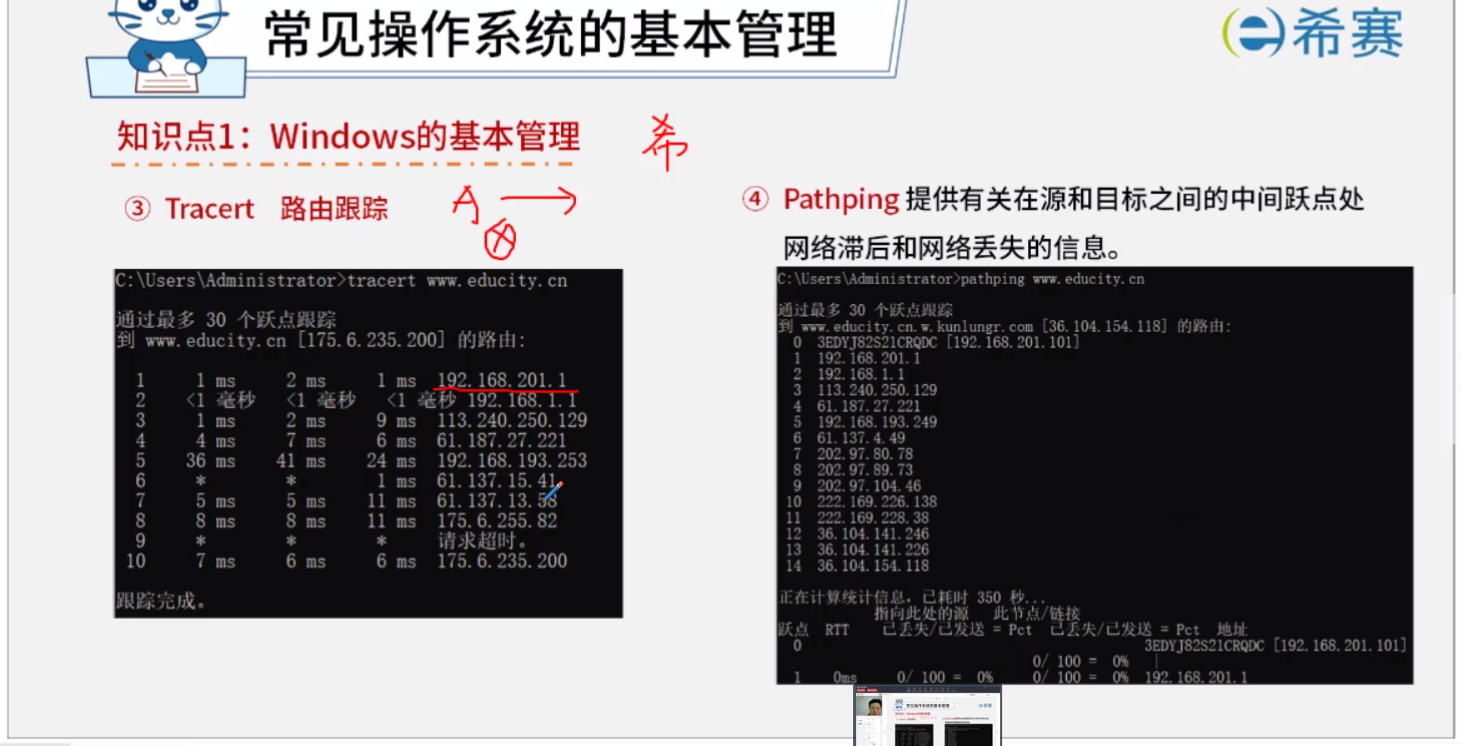 常见操作系统的基本管理
希赛
知识点1：Windows的基本管理
希
③ Tracert 路由跟踪
A
C:\Users\Administrator>tracert www.educity.cn
通过最多 30 个跃点跟踪
到 www.educity.cn [175.6.235.200] 的路由:
1 1 ms 2 ms 1 ms 192.168.201.1
2 <1 毫秒 <1 毫秒 <1 毫秒 192.168.1.1
3 1 ms 2 ms 9 ms 113.240.250.129
4 4 ms 7 ms 6 ms 61.187.27.221
5 36 ms 41 ms 24 ms 192.168.193.253
6 * * 1 ms 61.137.15.41
7 5 ms 5 ms 11 ms 61.137.13.58
8 8 ms 8 ms 11 ms 175.6.255.82
9 * * * 请求超时。
10 7 ms 6 ms 6 ms 175.6.235.200
跟踪完成。
④ Pathping 提供有关在源和目标之间的中间跃点处
网络滞后和网络丢失的信息。
C:\Users\Administrator>pathping www.educity.cn
通过最多 30 个跃点跟踪
到 www.educity.cn.w.kunlungr.com [36.104.154.118] 的路由:
0 3EDYJ82S21CRQDC [192.168.201.101]
1 192.168.201.1
2 192.168.1.1
3 113.240.250.129
4 61.187.27.221
5 192.168.193.249
6 61.137.4.49
7 202.97.80.78
8 202.97.89.73
9 202.97.104.46
10 222.169.226.138
11 222.169.228.38
12 36.104.141.246
13 36.104.141.226
14 36.104.154.118
正在计算统计信息，已耗时 350 秒...
指向此处的源 此节点/链接
跃点 RTT 已丢失/已发送 = Pct 已丢失/已发送 = Pct 地址
0 3EDYJ82S21CRQDC [192.168.201.101]
0/ 100 = 0% |
1 0ms 0/ 100 = 0% 0/ 100 = 0% 192.168.201.1
常见操作系统的基本管理